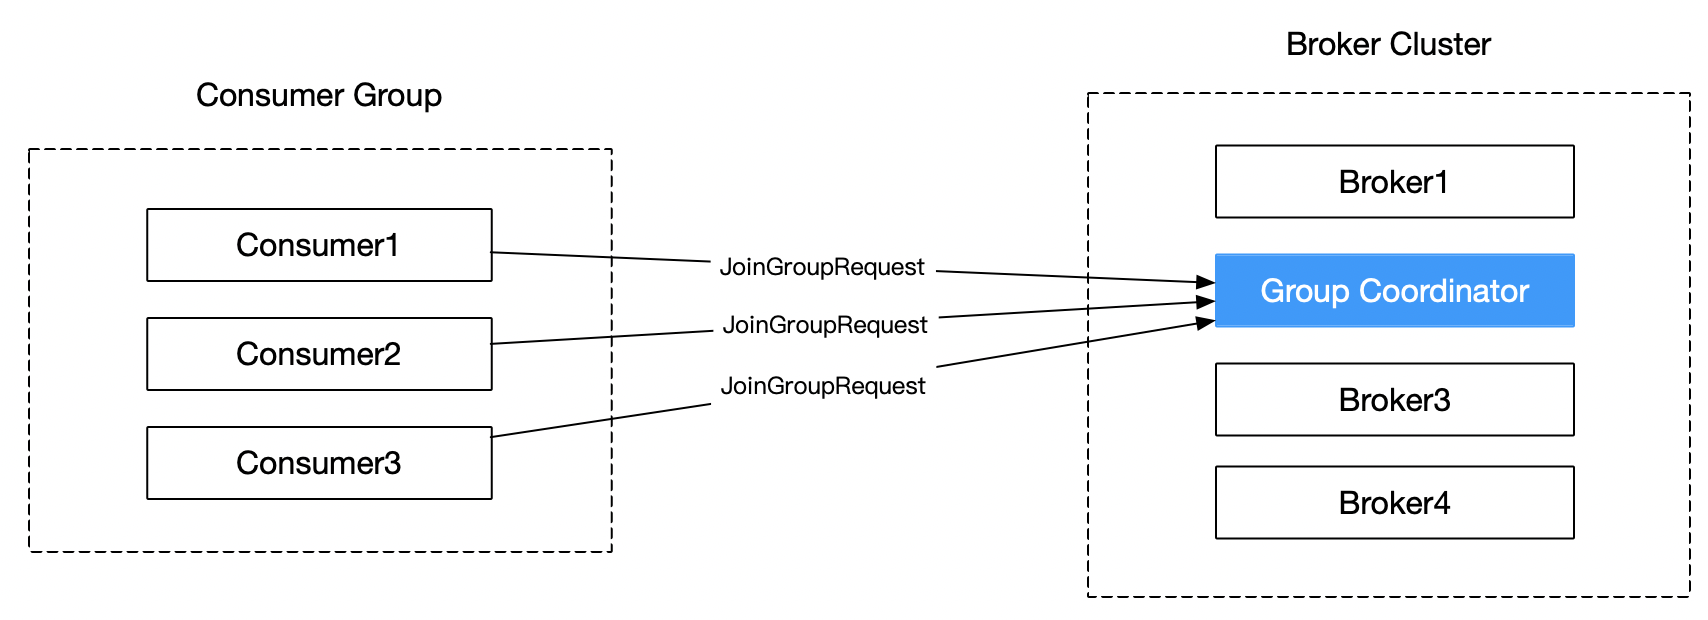 Broker Cluster
Consumer Group
Broker1
Consumer1
JoinGroupRequest
Group Coordinator
JoinGroupRequest
Consumer2
JoinGroupRequest
Broker3
Consumer3
Broker4